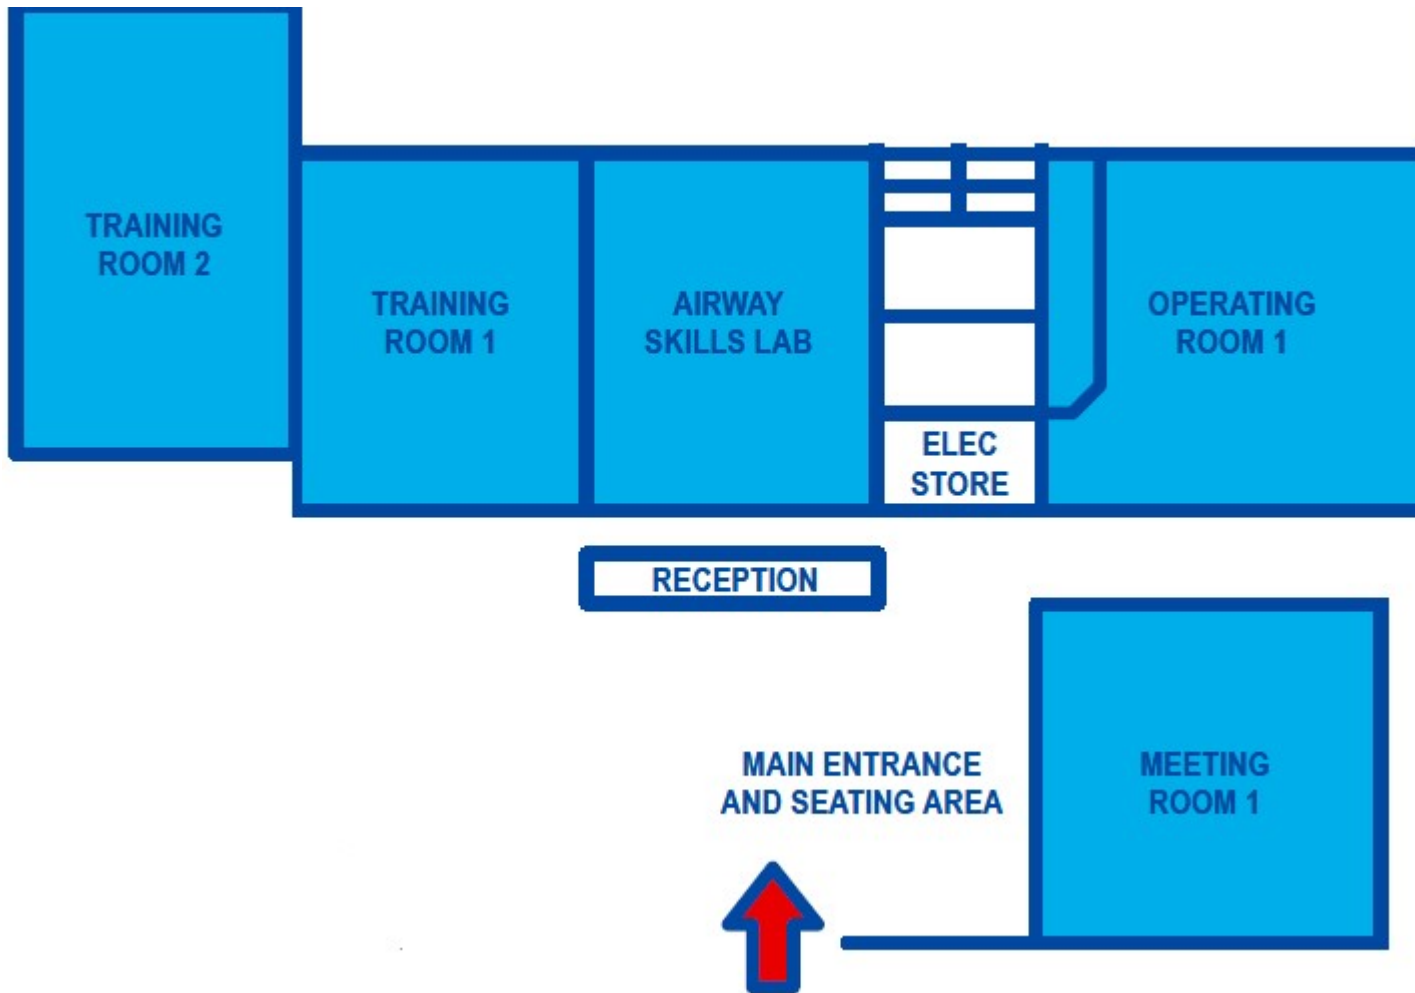 TRAINING
ROOM 2
TRAINING
ROOM 1
AIRWAY
SKILLS LAB
OPERATING
ROOM 1
ELEC
STORE
RECEPTION
MAIN ENTRANCE
AND SEATING AREA
MEETING
ROOM 1